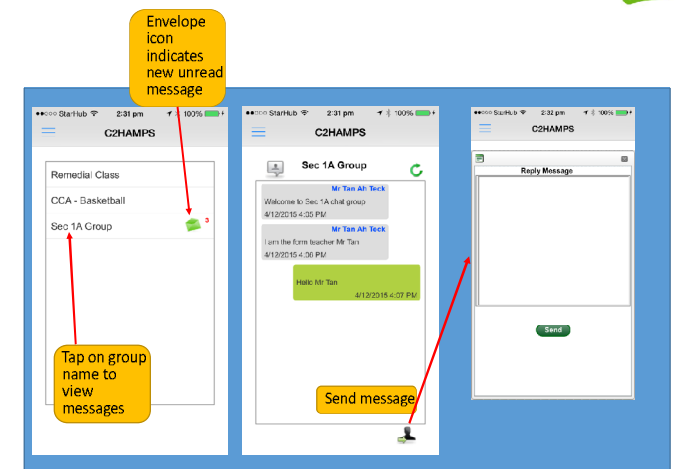 Envelope
icon
indicates
new unread
message
StarHub 2:31 pm 100%
C2HAMPS
Remedial Class
CCA - Basketball
Sec 1A Group 3
Tap on group
name to
view
messages
StarHub 2:31 pm 100%
C2HAMPS
Sec 1A Group
Mr Tan Ah Teck
Welcome to Sec 1A chat group
4/12/2015 4:05 PM
Mr Tan Ah Teck
I am the form teacher Mr Tan
4/12/2015 4:06 PM
Hello Mr Tan
4/12/2015 4:07 PM
Send message
StarHub 2:32 pm 100%
C2HAMPS
Reply Message
Send